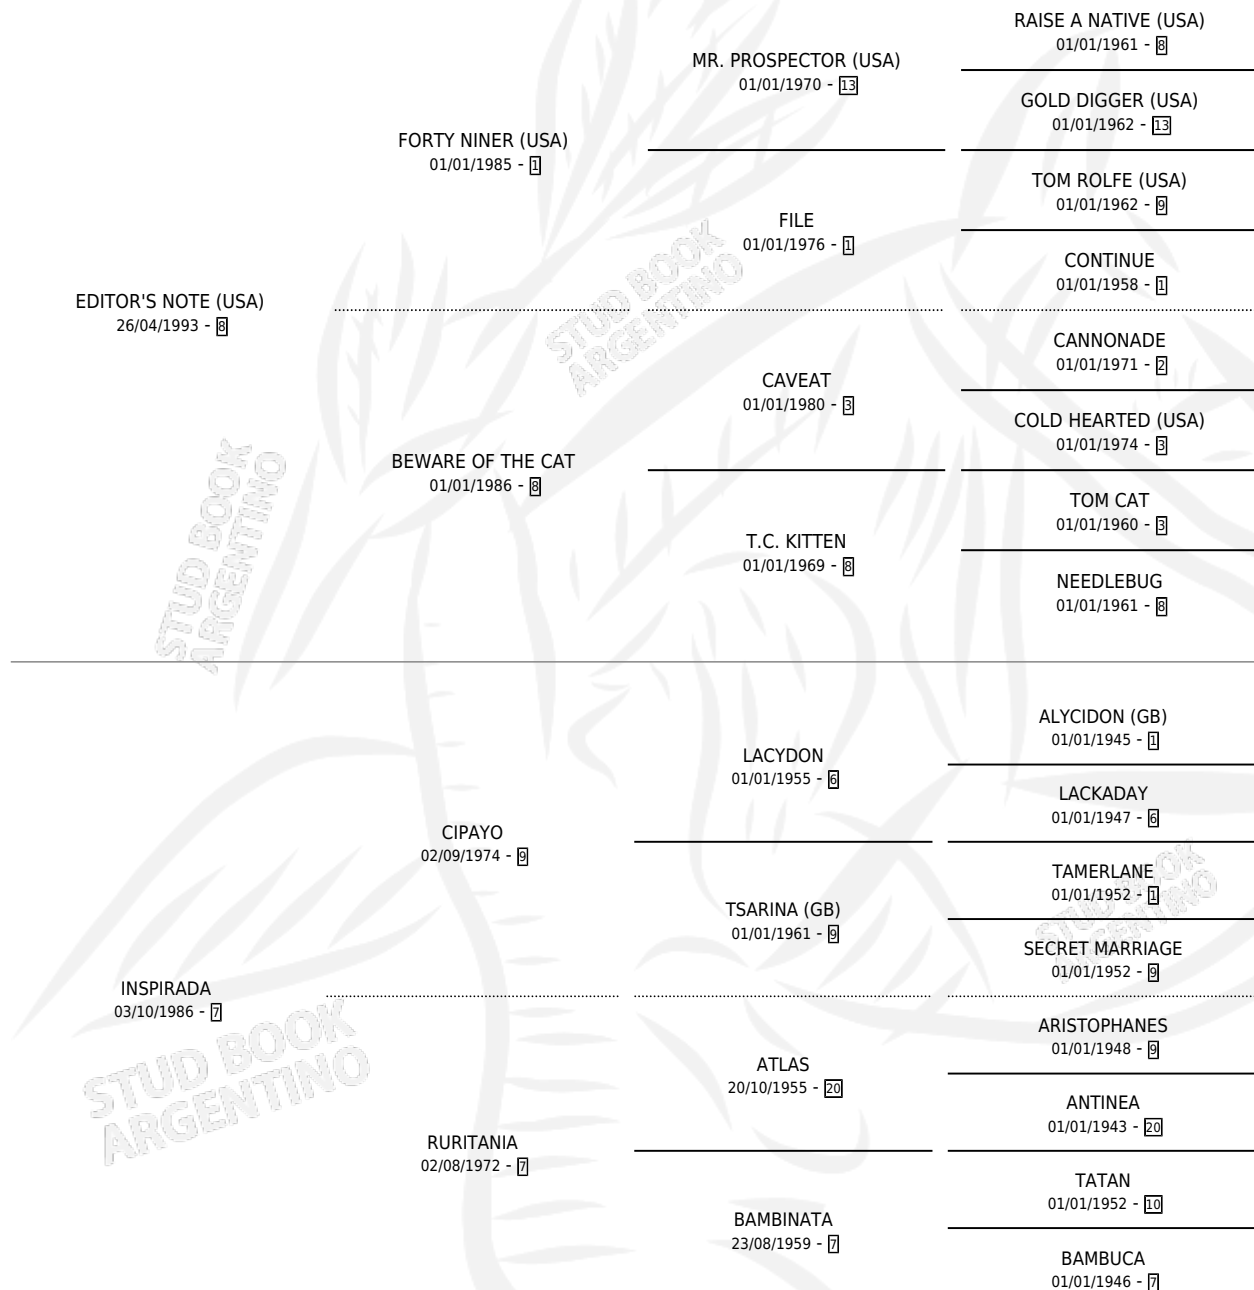 RAISE A NATIVE (USA)
01/01/1961 - 8
MR. PROSPECTOR (USA)
01/01/1970 - 13
GOLD DIGGER (USA)
01/01/1962 - 13
FORTY NINER (USA)
01/01/1985 - 1
TOM ROLFE (USA)
01/01/1962 - 9
FILE
01/01/1976 - 1
CONTINUE
01/01/1958 - 1
EDITOR'S NOTE (USA)
26/04/1993 - 8
CANNONADE
01/01/1971 - 2
CAVEAT
01/01/1980 - 3
COLD HEARTED (USA)
01/01/1974 - 3
BEWARE OF THE CAT
01/01/1986 - 8
TOM CAT
01/01/1960 - 3
T.C. KITTEN
01/01/1969 - 8
NEEDLEBUG
01/01/1961 - 8
ALYCIDON (GB)
01/01/1945 - 1
LACYDON
01/01/1955 - 6
LACKADAY
01/01/1947 - 6
CIPAYO
02/09/1974 - 9
TAMERLANE
01/01/1952 - 1
TSARINA (GB)
01/01/1961 - 9
SECRET MARRIAGE
01/01/1952 - 9
INSPIRADA
03/10/1986 - 7
ARISTOPHANES
01/01/1948 - 9
ATLAS
20/10/1955 - 20
ANTINEA
01/01/1943 - 20
RURITANIA
02/08/1972 - 7
TATAN
01/01/1952 - 10
BAMBINATA
23/08/1959 - 7
BAMBUCA
01/01/1946 - 7
STUD BOOK
ARGENTINO
STUD BOOK
ARGENTINO
STUD BOOK
ARGENTINO
STUD BOOK
ARGENTINO